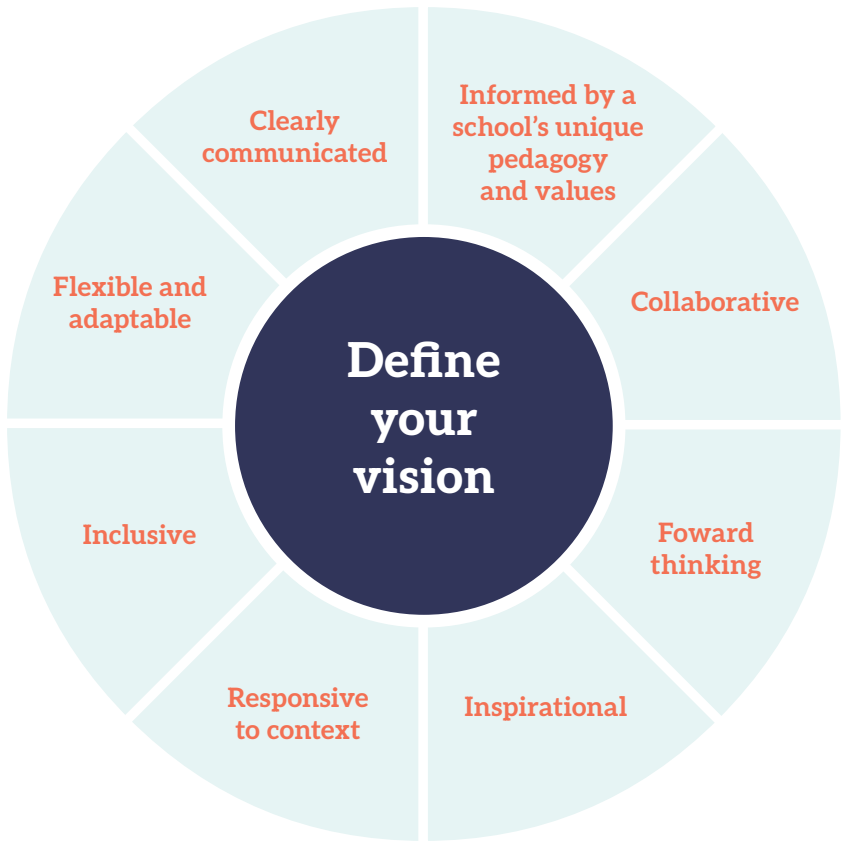 Define
your
vision
Informed by a
school’s unique
pedagogy
and values
Collaborative
Foward
thinking
Inspirational
Responsive
to context
Inclusive
Flexible and
adaptable
Clearly
communicated